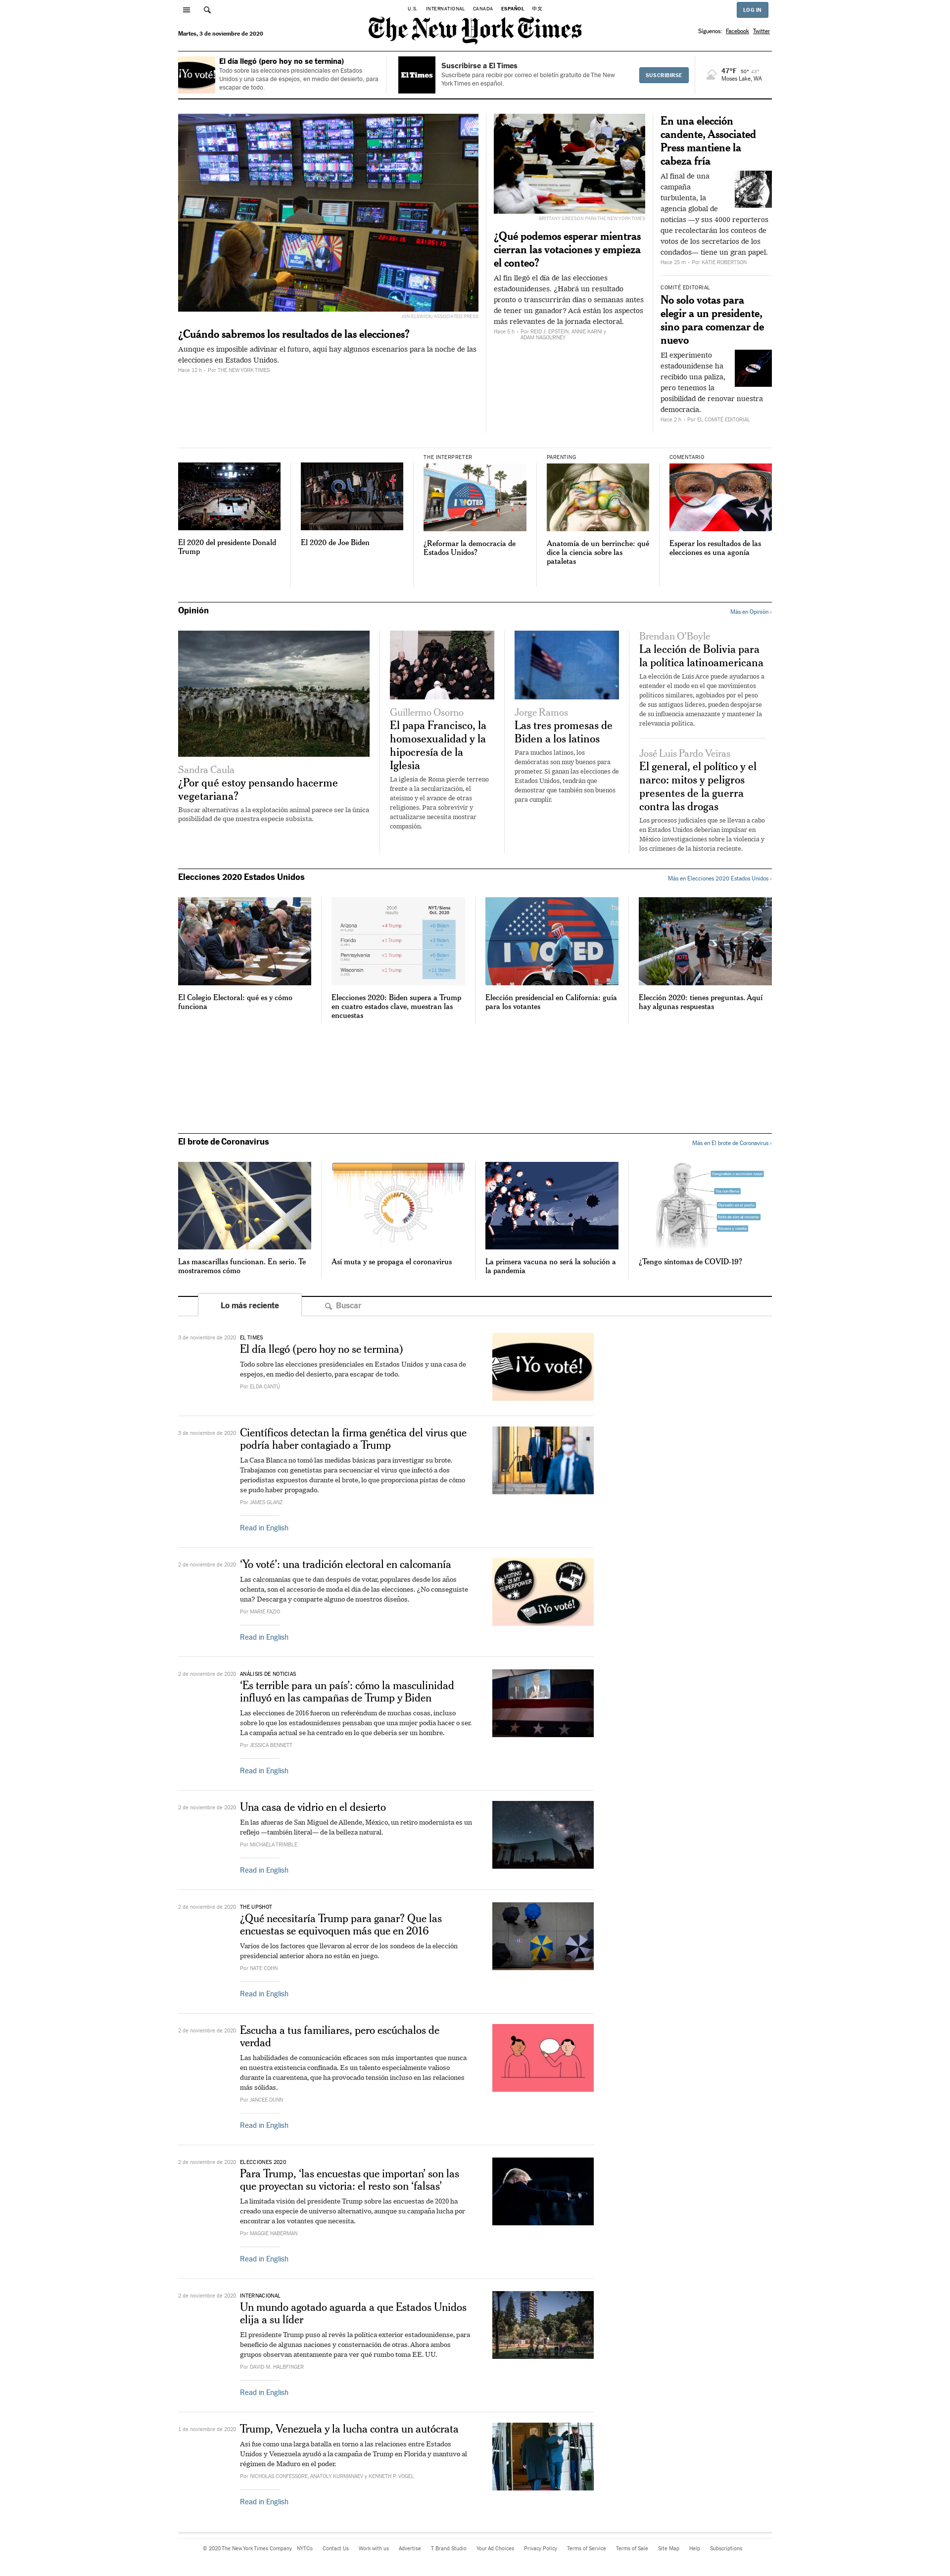 U.S. INTERNATIONAL CANADA ESPAÑOL 中文
LOG IN
The New York Times
Martes, 3 de noviembre de 2020
Síguenos: Facebook Twitter
¡Yo voté!
El día llegó (pero hoy no se termina)
Todo sobre las elecciones presidenciales en Estados
Unidos y una casa de espejos, en medio del desierto, para
escapar de todo.
El Times
Suscribirse a El Times
Suscríbete para recibir por correo el boletín gratuito de The New
York Times en español.
SUSCRIBIRSE
47°F 50° 43°
Moses Lake, WA
JON ELSWICK/ASSOCIATED PRESS
¿Cuándo sabremos los resultados de las elecciones?
Aunque es imposible adivinar el futuro, aquí hay algunos escenarios para la noche de las
elecciones en Estados Unidos.
Hace 12 h - Por THE NEW YORK TIMES
BRITTANY GREESON PARA THE NEW YORK TIMES
¿Qué podemos esperar mientras
cierran las votaciones y empieza
el conteo?
Al fin llegó el día de las elecciones
estadounidenses. ¿Habrá un resultado
pronto o transcurrirán días o semanas antes
de tener un ganador? Acá están los aspectos
más relevantes de la jornada electoral.
Hace 5 h - Por REID J. EPSTEIN, ANNIE KARNI y
ADAM NAGOURNEY
En una elección
candente, Associated
Press mantiene la
cabeza fría
Al final de una
campaña
turbulenta, la
agencia global de
noticias —y sus 4000 reporteros
que recolectarán los conteos de
votos de los secretarios de los
condados— tiene un gran papel.
Hace 25 m - Por KATIE ROBERTSON
COMITÉ EDITORIAL
No solo votas para
elegir a un presidente,
sino para comenzar de
nuevo
El experimento
estadounidense ha
recibido una paliza,
pero tenemos la
posibilidad de renovar nuestra
democracia.
Hace 2 h - Por EL COMITÉ EDITORIAL
El 2020 del presidente Donald
Trump
El 2020 de Joe Biden
THE INTERPRETER
I VOTED
¿Reformar la democracia de
Estados Unidos?
PARENTING
Anatomía de un berrinche: qué
dice la ciencia sobre las
pataletas
COMENTARIO
Esperar los resultados de las
elecciones es una agonía
Opinión
Más en Opinión ›
Sandra Caula
¿Por qué estoy pensando hacerme
vegetariana?
Buscar alternativas a la explotación animal parece ser la única
posibilidad de que nuestra especie subsista.
Guillermo Osorno
El papa Francisco, la
homosexualidad y la
hipocresía de la
Iglesia
La iglesia de Roma pierde terreno
frente a la secularización, el
ateísmo y el avance de otras
religiones. Para sobrevivir y
actualizarse necesita mostrar
compasión.
Jorge Ramos
Las tres promesas de
Biden a los latinos
Para muchos latinos, los
demócratas son muy buenos para
prometer. Si ganan las elecciones de
Estados Unidos, tendrán que
demostrar que también son buenos
para cumplir.
Brendan O'Boyle
La lección de Bolivia para
la política latinoamericana
La elección de Luis Arce puede ayudarnos a
entender el modo en el que movimientos
políticos similares, agobiados por el peso
de sus antiguos líderes, pueden despojarse
de su influencia amenazante y mantener la
relevancia política.
José Luis Pardo Veiras
El general, el político y el
narco: mitos y peligros
presentes de la guerra
contra las drogas
Los procesos judiciales que se llevan a cabo
en Estados Unidos deberían impulsar en
México investigaciones sobre la violencia y
los crímenes de la historia reciente.
Elecciones 2020 Estados Unidos
Más en Elecciones 2020 Estados Unidos ›
El Colegio Electoral: qué es y cómo
funciona
2016 results NYT/Siena Oct. 2020
Arizona +4 Trump +6 Biden
Florida +1 Trump +3 Biden
Pennsylvania +1 Trump +6 Biden
Wisconsin +1 Trump +11 Biden
Elecciones 2020: Biden supera a Trump
en cuatro estados clave, muestran las
encuestas
I VOTED
Elección presidencial en California: guía
para los votantes
Elección 2020: tienes preguntas. Aquí
hay algunas respuestas
El brote de Coronavirus
Más en El brote de Coronavirus ›
Las mascarillas funcionan. En serio. Te
mostraremos cómo
Así muta y se propaga el coronavirus
La primera vacuna no será la solución a
la pandemia
¿Tengo síntomas de COVID-19?
Lo más reciente
Buscar
3 de noviembre de 2020
EL TIMES
El día llegó (pero hoy no se termina)
Todo sobre las elecciones presidenciales en Estados Unidos y una casa de
espejos, en medio del desierto, para escapar de todo.
Por ELDA CANTÚ
¡Yo voté!
3 de noviembre de 2020
Científicos detectan la firma genética del virus que
podría haber contagiado a Trump
La Casa Blanca no tomó las medidas básicas para investigar su brote.
Trabajamos con genetistas para secuenciar el virus que infectó a dos
periodistas expuestos durante el brote, lo que proporciona pistas de cómo
se pudo haber propagado.
Por JAMES GLANZ
Read in English
2 de noviembre de 2020
‘Yo voté’: una tradición electoral en calcomanía
Las calcomanías que te dan después de votar, populares desde los años
ochenta, son el accesorio de moda el día de las elecciones. ¿No conseguiste
una? Descarga y comparte alguno de nuestros diseños.
Por MARIE FAZIO
VOTING IS MY SUPERPOWER
¡Yo voté!
Read in English
2 de noviembre de 2020
ANÁLISIS DE NOTICIAS
‘Es terrible para un país’: cómo la masculinidad
influyó en las campañas de Trump y Biden
Las elecciones de 2016 fueron un referéndum de muchas cosas, incluso
sobre lo que los estadounidenses pensaban que una mujer podía hacer o ser.
La campaña actual se ha centrado en lo que debería ser un hombre.
Por JESSICA BENNETT
Read in English
2 de noviembre de 2020
Una casa de vidrio en el desierto
En las afueras de San Miguel de Allende, México, un retiro modernista es un
reflejo —también literal— de la belleza natural.
Por MICHAELA TRIMBLE
Read in English
2 de noviembre de 2020
THE UPSHOT
¿Qué necesitaría Trump para ganar? Que las
encuestas se equivoquen más que en 2016
Varios de los factores que llevaron al error de los sondeos de la elección
presidencial anterior ahora no están en juego.
Por NATE COHN
Read in English
2 de noviembre de 2020
Escucha a tus familiares, pero escúchalos de
verdad
Las habilidades de comunicación eficaces son más importantes que nunca
en nuestra existencia confinada. Es un talento especialmente valioso
durante la cuarentena, que ha provocado tensión incluso en las relaciones
más sólidas.
Por JANCEE DUNN
Read in English
2 de noviembre de 2020
ELECCIONES 2020
Para Trump, ‘las encuestas que importan’ son las
que proyectan su victoria: el resto son ‘falsas’
La limitada visión del presidente Trump sobre las encuestas de 2020 ha
creado una especie de universo alternativo, aunque su campaña lucha por
encontrar a los votantes que necesita.
Por MAGGIE HABERMAN
Read in English
2 de noviembre de 2020
INTERNACIONAL
Un mundo agotado aguarda a que Estados Unidos
elija a su líder
El presidente Trump puso al revés la política exterior estadounidense, para
beneficio de algunas naciones y consternación de otras. Ahora ambos
grupos observan atentamente para ver qué rumbo toma EE. UU.
Por DAVID M. HALBFINGER
Read in English
1 de noviembre de 2020
Trump, Venezuela y la lucha contra un autócrata
Así fue como una larga batalla en torno a las relaciones entre Estados
Unidos y Venezuela ayudó a la campaña de Trump en Florida y mantuvo al
régimen de Maduro en el poder.
Por NICHOLAS CONFESSORE, ANATOLY KURMANAEV y KENNETH P. VOGEL
Read in English
© 2020 The New York Times Company NYTCo Contact Us Work with us Advertise T Brand Studio Your Ad Choices Privacy Policy Terms of Service Terms of Sale Site Map Help Subscriptions